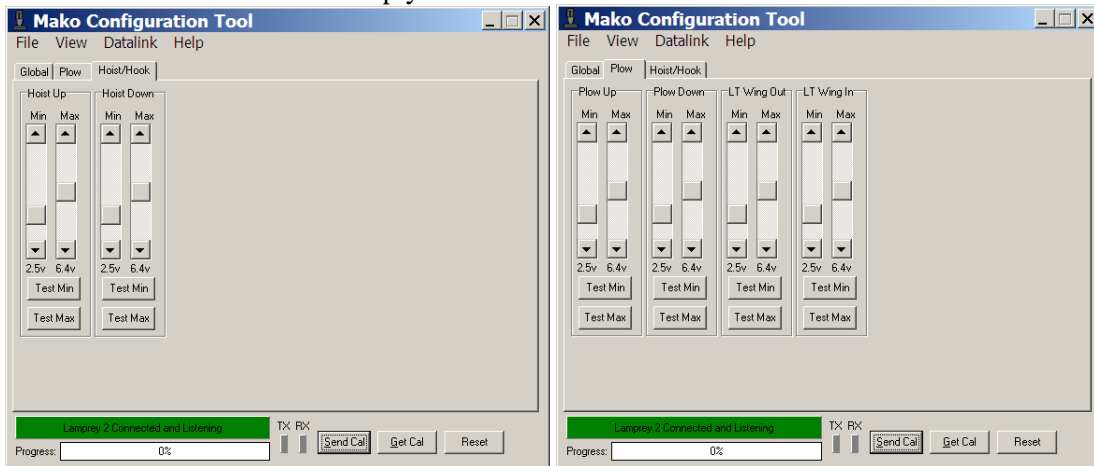 Mako Configuration Tool
File View Datalink Help
Global Plow Hoist/Hook
Hoist Up Hoist Down
Min Max Min Max
2.5v 6.4v 2.5v 6.4v
Test Min Test Min
Test Max Test Max
Lamprey 2 Connected and Listening TX RX
Send Cal Get Cal Reset
Progress: 0%
Mako Configuration Tool
File View Datalink Help
Global Plow Hoist/Hook
Plow Up Plow Down LT Wing Out LT Wing In
Min Max Min Max Min Max Min Max
2.5v 6.4v 2.5v 6.4v 2.5v 6.4v 2.5v 6.4v
Test Min Test Min Test Min Test Min
Test Max Test Max Test Max Test Max
Lamprey 2 Connected and Listening TX RX
Send Cal Get Cal Reset
Progress: 0%